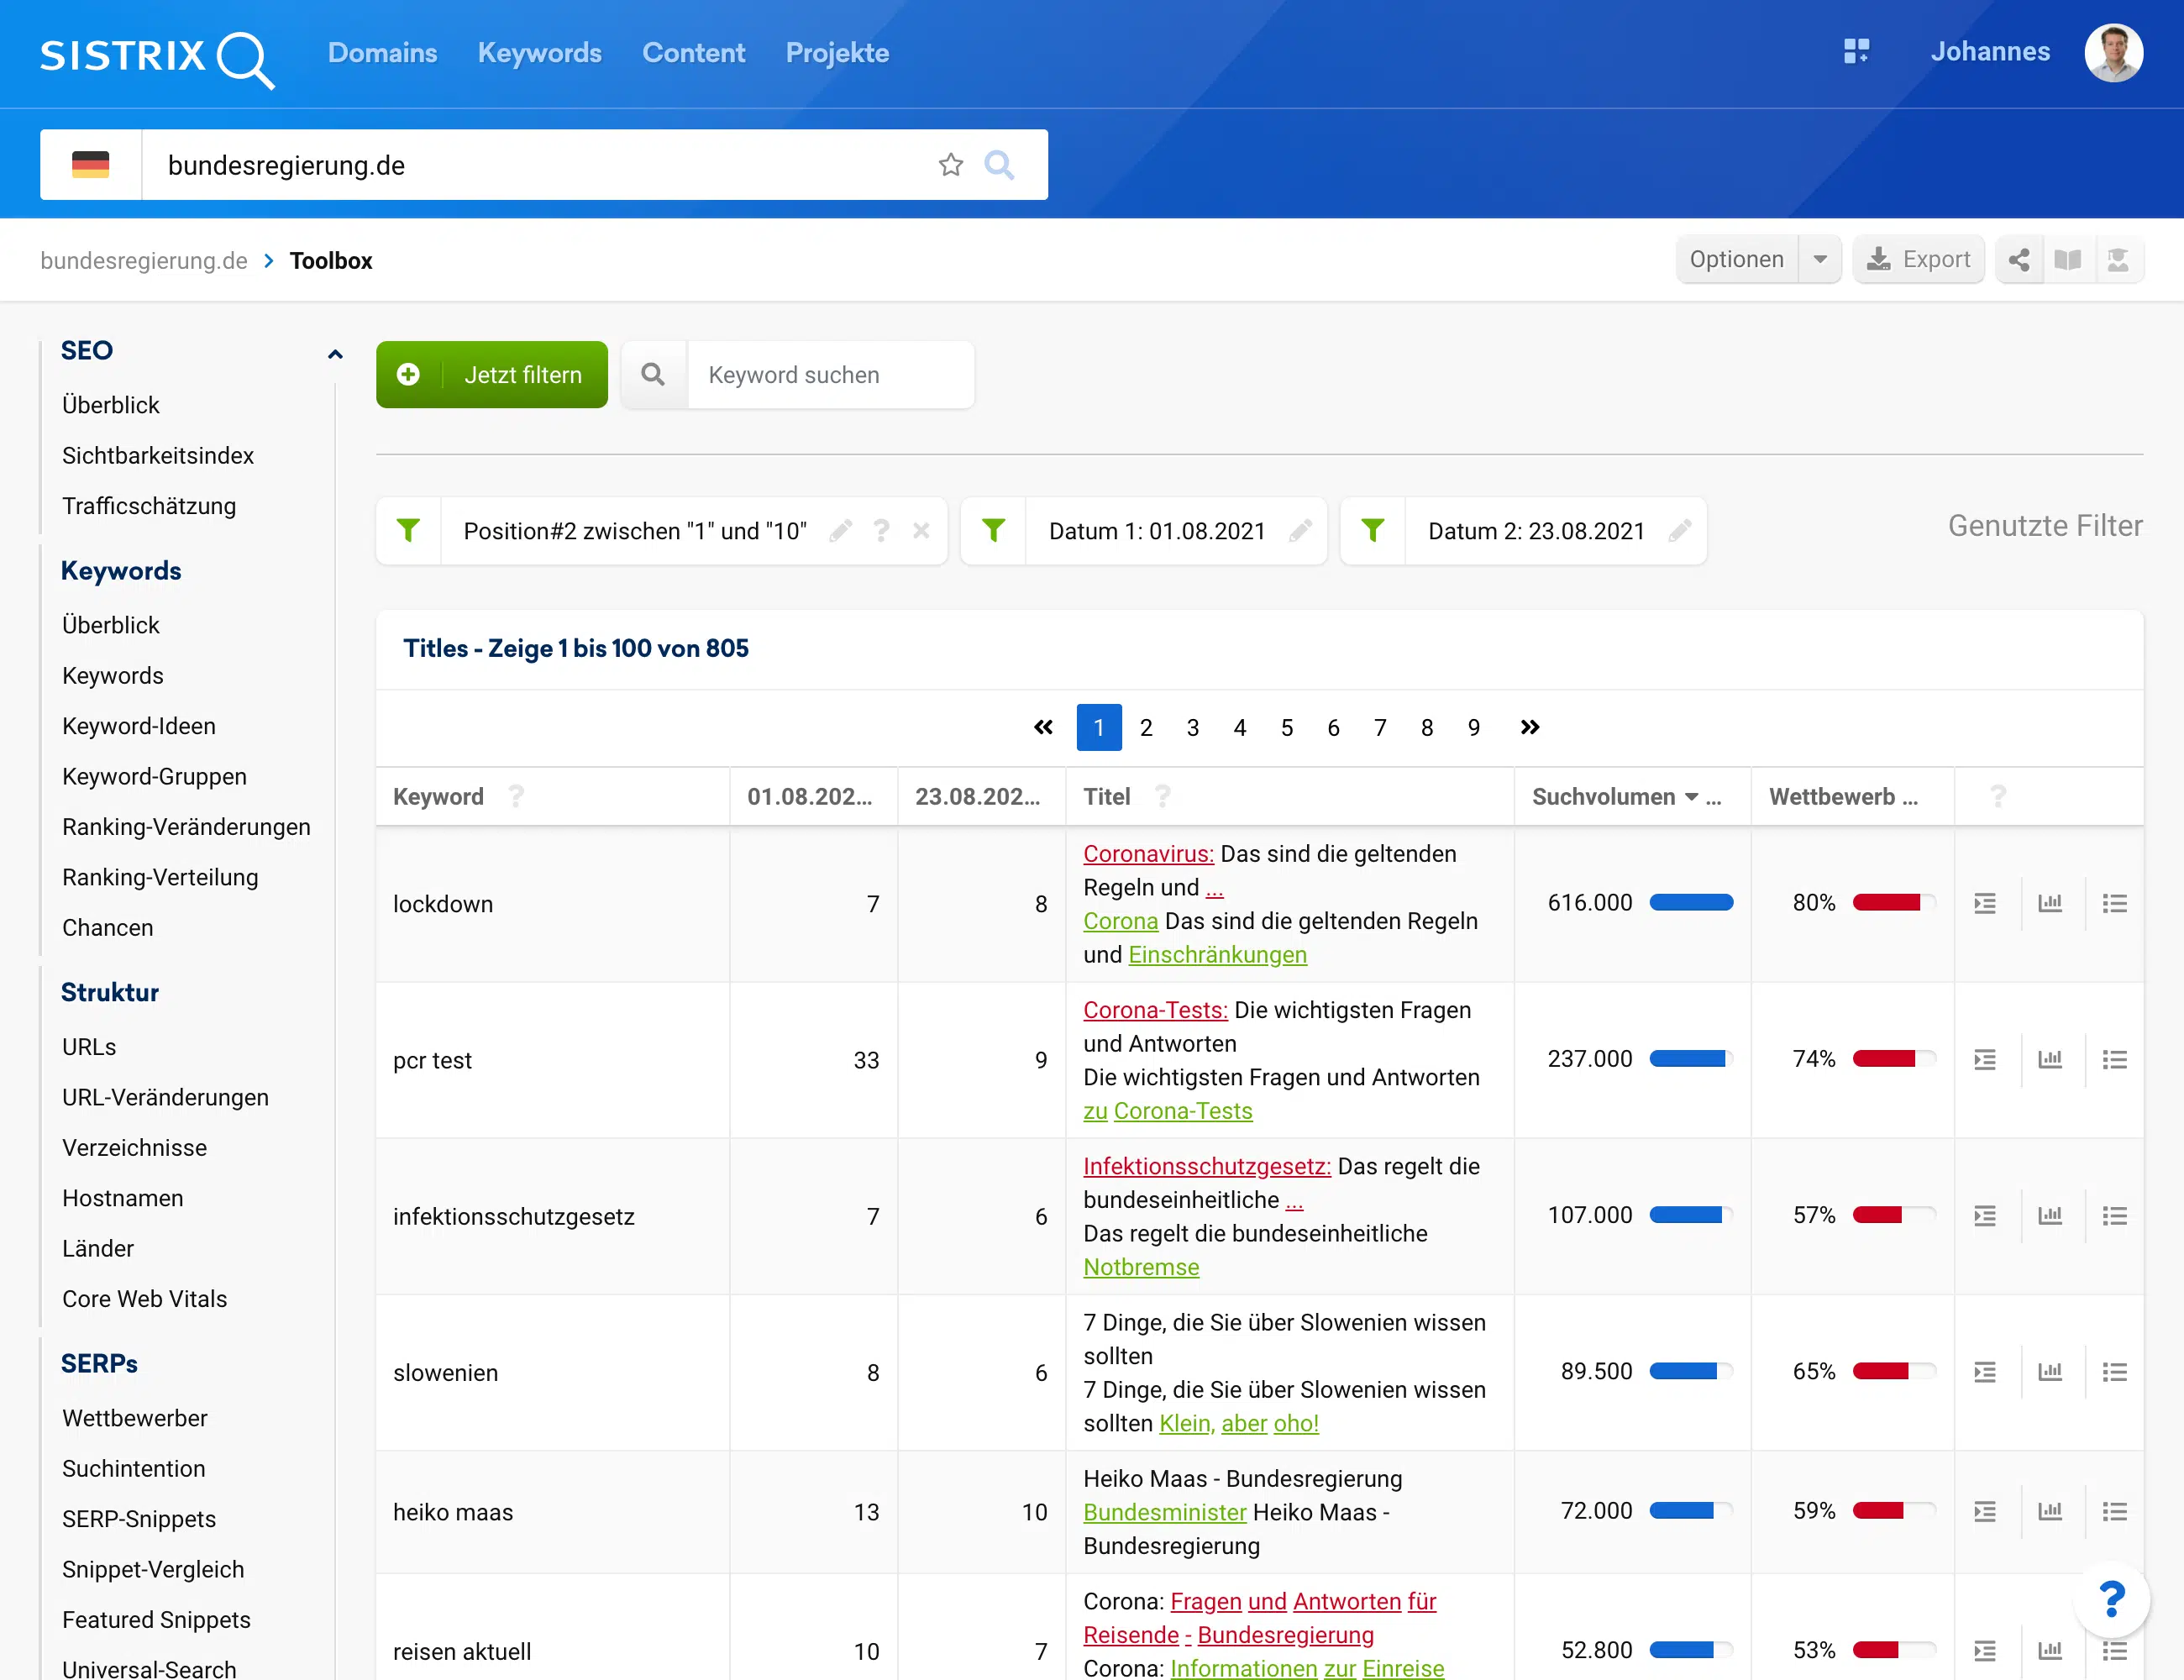 SISTRIX
Domains Keywords Content Projekte
Johannes
bundesregierung.de
bundesregierung.de Toolbox
Optionen Export
SEO
Überblick
Sichtbarkeitsindex
Trafficschätzung
Keywords
Überblick
Keywords
Keyword-Ideen
Keyword-Gruppen
Ranking-Veränderungen
Ranking-Verteilung
Chancen
Struktur
URLs
URL-Veränderungen
Verzeichnisse
Hostnamen
Länder
Core Web Vitals
SERPs
Wettbewerber
Suchintention
SERP-Snippets
Snippet-Vergleich
Featured Snippets
Universal-Search
Jetzt filtern
Keyword suchen
Position#2 zwischen "1" und "10" ?
Datum 1: 01.08.2021
Datum 2: 23.08.2021
Genutzte Filter
Titles - Zeige 1 bis 100 von 805
« 1 2 3 4 5 6 7 8 9 »
Keyword ? 01.08.202... 23.08.202... Titel ? Suchvolumen ... Wettbewerb ... ?
lockdown 7 8
Coronavirus: Das sind die geltenden
Regeln und ...
Corona Das sind die geltenden Regeln
und Einschränkungen
616.000 80%
pcr test 33 9
Corona-Tests: Die wichtigsten Fragen
und Antworten
Die wichtigsten Fragen und Antworten
zu Corona-Tests
237.000 74%
infektionsschutzgesetz 7 6
Infektionsschutzgesetz: Das regelt die
bundeseinheitliche ...
Das regelt die bundeseinheitliche
Notbremse
107.000 57%
slowenien 8 6
7 Dinge, die Sie über Slowenien wissen
sollten
7 Dinge, die Sie über Slowenien wissen
sollten Klein, aber oho!
89.500 65%
heiko maas 13 10
Heiko Maas - Bundesregierung
Bundesminister Heiko Maas -
Bundesregierung
72.000 59%
reisen aktuell 10 7
Corona: Fragen und Antworten für
Reisende - Bundesregierung
Corona: Informationen zur Einreise
52.800 53%
?